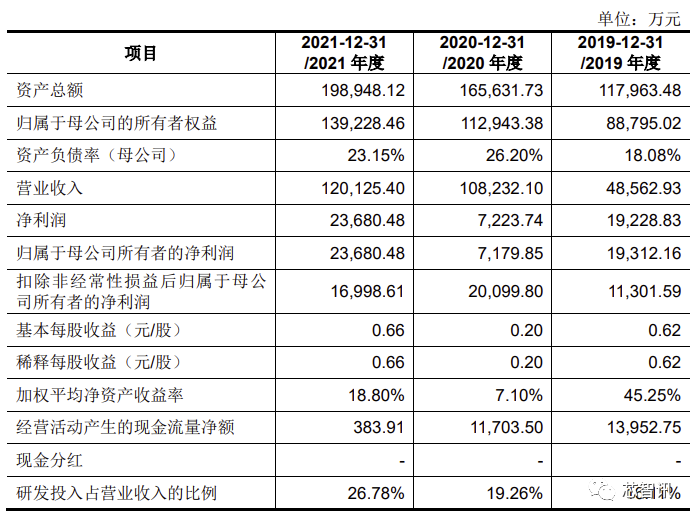 单位：万元
项目 2021-12-31 /2021 年度 2020-12-31 /2020 年度 2019-12-31 /2019 年度
资产总额 198,948.12 165,631.73 117,963.48
归属于母公司的所有者权益 139,228.46 112,943.38 88,795.02
资产负债率（母公司） 23.15% 26.20% 18.08%
营业收入 120,125.40 108,232.10 48,562.93
净利润 23,680.48 7,223.74 19,228.83
归属于母公司所有者的净利润 23,680.48 7,179.85 19,312.16
扣除非经常性损益后归属于母公
司所有者的净利润 16,998.61 20,099.80 11,301.59
基本每股收益（元/股） 0.66 0.20 0.62
稀释每股收益（元/股） 0.66 0.20 0.62
加权平均净资产收益率 18.80% 7.10% 45.25%
经营活动产生的现金流量净额 383.91 11,703.50 13,952.75
现金分红 - - -
研发投入占营业收入的比例 26.78% 19.26%
芯智讯